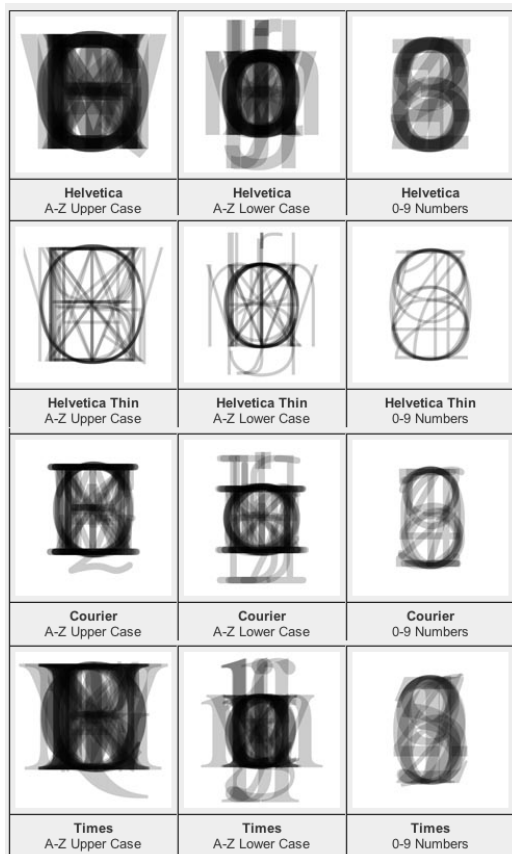 Helvetica
A-Z Upper Case
Helvetica
A-Z Lower Case
Helvetica
0-9 Numbers
Helvetica Thin
A-Z Upper Case
Helvetica Thin
A-Z Lower Case
Helvetica Thin
0-9 Numbers
Courier
A-Z Upper Case
Courier
A-Z Lower Case
Courier
0-9 Numbers
Times
A-Z Upper Case
Times
A-Z Lower Case
Times
0-9 Numbers